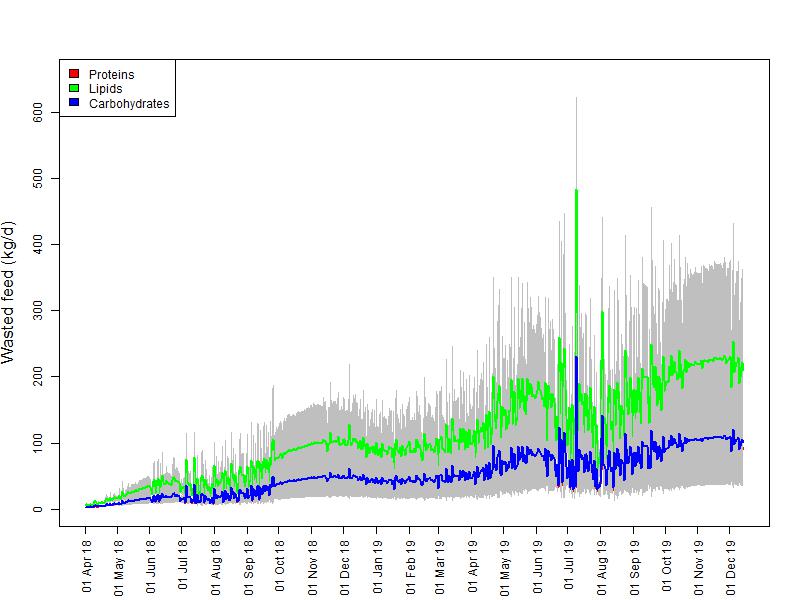 Proteins
Lipids
Carbohydrates
Wasted feed (kg/d)
600
500
400
300
200
100
0
01 Apr 18
01 May 18
01 Jun 18
01 Jul 18
01 Aug 18
01 Sep 18
01 Oct 18
01 Nov 18
01 Dec 18
01 Jan 19
01 Feb 19
01 Mar 19
01 Apr 19
01 May 19
01 Jun 19
01 Jul 19
01 Aug 19
01 Sep 19
01 Oct 19
01 Nov 19
01 Dec 19